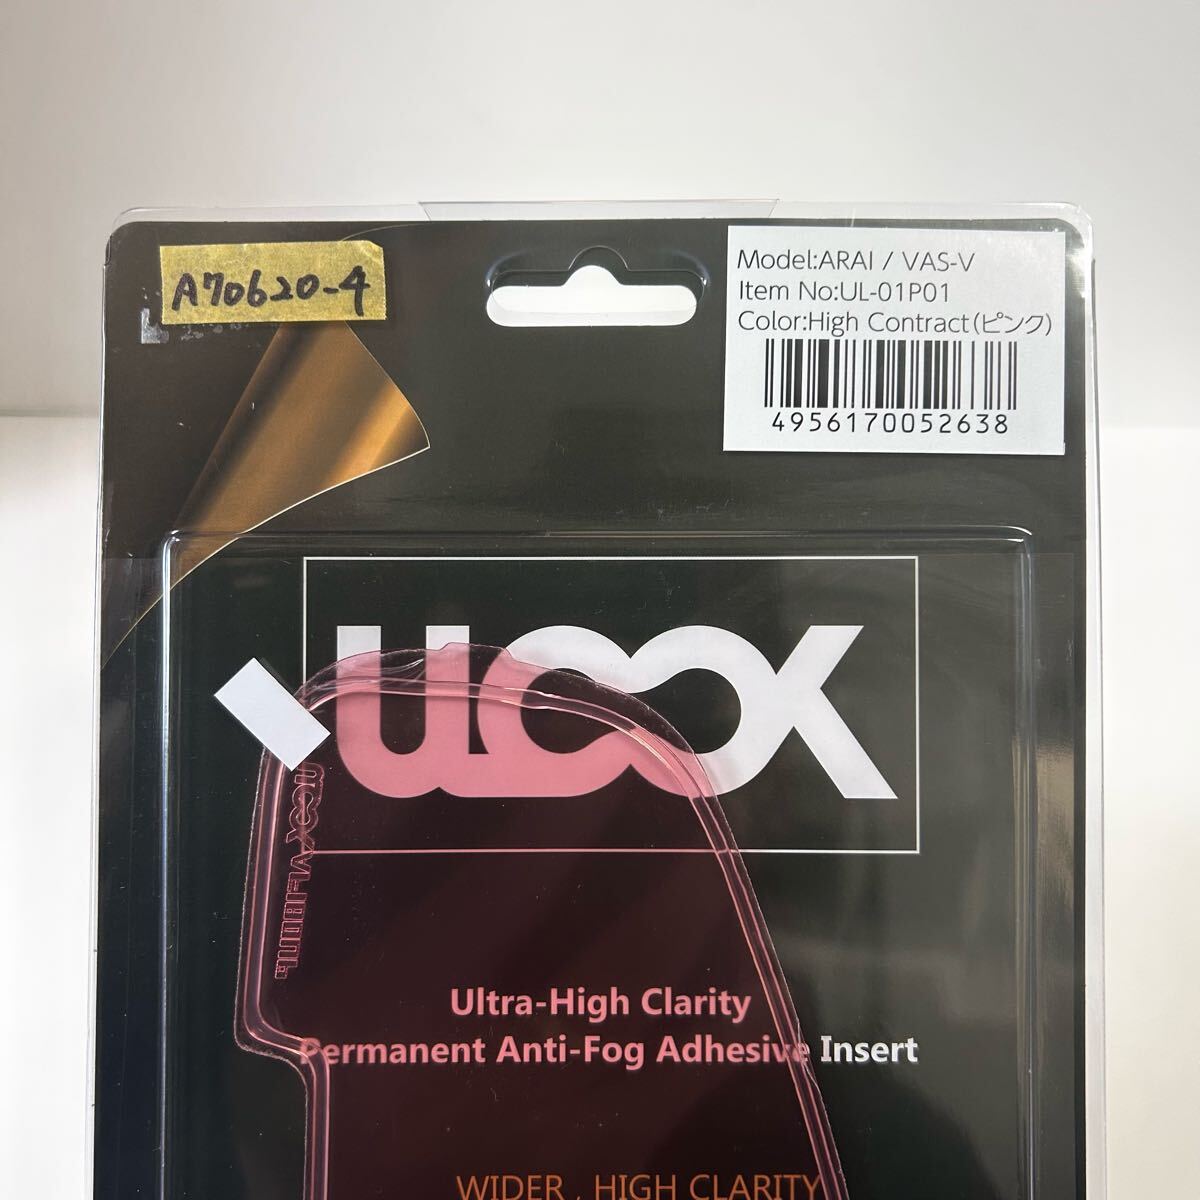 A70620-4
Model:ARAI / VAS-V
Item No:UL-01P01
Color:High Contract(ピンク)
4956170052638
ULOOK
Ultra-High Clarity
Permanent Anti-Fog Adhesive Insert
WIDER , HIGH CLARITY